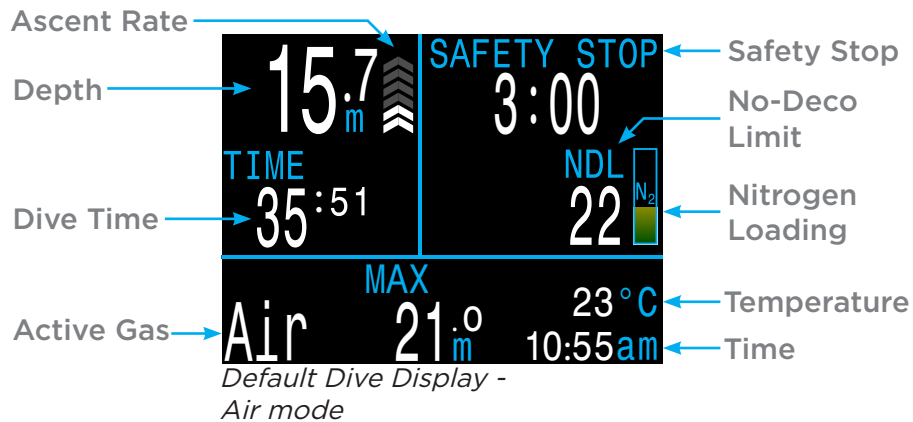 Ascent Rate
Depth
15.7
m
SAFETY STOP
3:00
Safety Stop
No-Deco
Limit
TIME
35:51
Dive Time
NDL
22
N2
Nitrogen
Loading
MAX
Active Gas
Air
21.0
m
23°C
10:55am
Temperature
Time
Default Dive Display -
Air mode